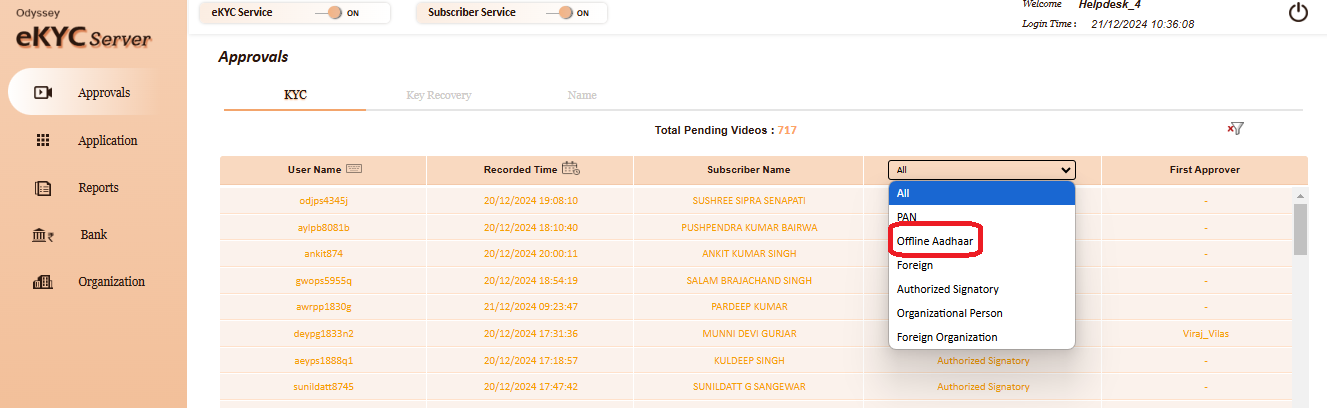 Odyssey
eKYC Server
eKYC Service ON
Subscriber Service ON
Welcome Helpdesk_4
Login Time : 21/12/2024 10:36:08
Approvals
Application
Reports
Bank
Organization
Approvals
KYC Key Recovery Name
Total Pending Videos : 717
User Name Recorded Time Subscriber Name All First Approver
All
PAN
Offline Aadhaar
Foreign
Authorized Signatory
Organizational Person
Foreign Organization
odjps4345j 20/12/2024 19:08:10 SUSHREE SIPRA SENAPATI -
aylpb8081b 20/12/2024 18:10:40 PUSHPENDRA KUMAR BAIRWA -
ankit874 20/12/2024 20:00:11 ANKIT KUMAR SINGH -
gwops5955q 20/12/2024 18:54:19 SALAM BRAJACHAND SINGH -
awrpp1830g 21/12/2024 09:23:47 PARDEEP KUMAR -
deypg1833n2 20/12/2024 17:31:36 MUNNI DEVI GURJAR Viraj_Vilas
aeyps1888q1 20/12/2024 17:18:57 KULDEEP SINGH Authorized Signatory -
sunildatt8745 20/12/2024 17:47:42 SUNILDATT G SANGEWAR Authorized Signatory -